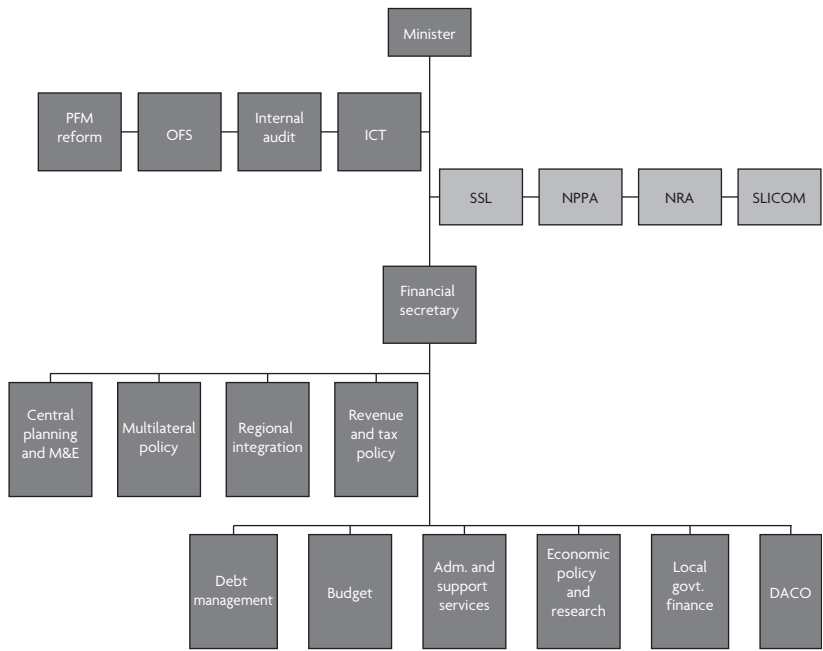 Minister
PFM
reform
OFS
Internal
audit
ICT
SSL
NPPA
NRA
SLICOM
Financial
secretary
Central
planning
and M&E
Multilateral
policy
Regional
integration
Revenue
and tax
policy
Debt
management
Budget
Adm. and
support
services
Economic
policy
and
research
Local
govt.
finance
DACO